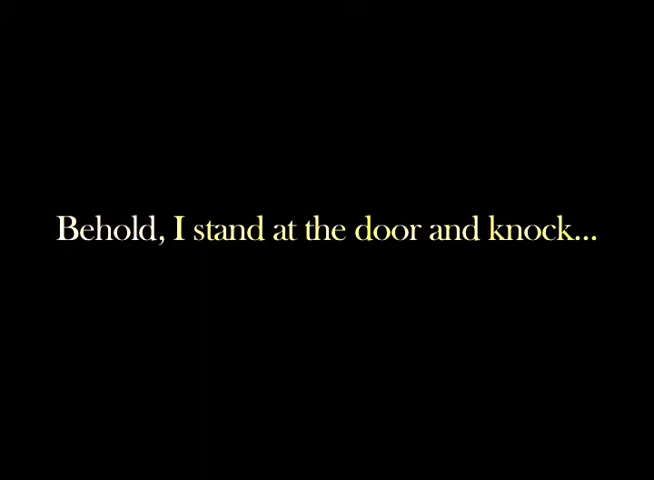 Behold, I stand at the door and knock...